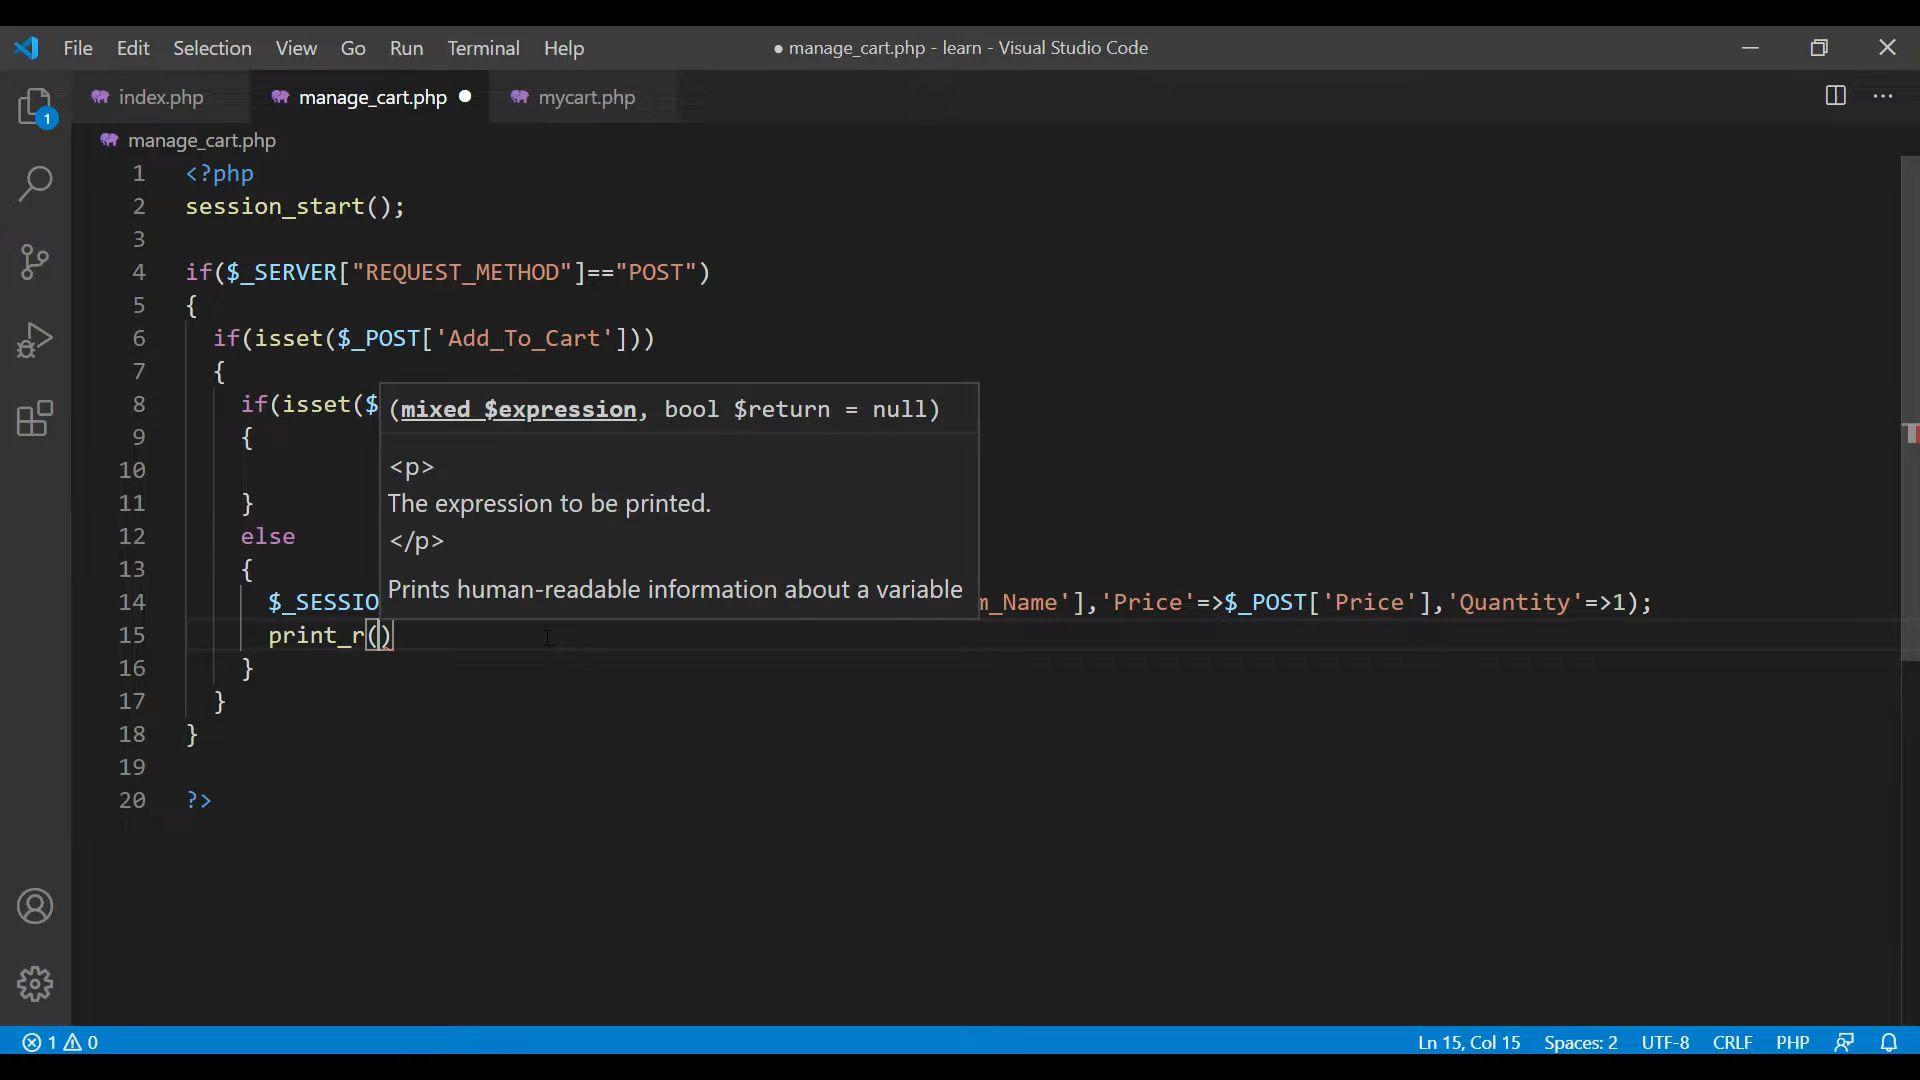 File Edit Selection View Go Run Terminal Help ● manage_cart.php - learn - Visual Studio Code
index.php manage_cart.php mycart.php
1
manage_cart.php
1 <?php
2 session_start();
3
4 if($_SERVER["REQUEST_METHOD"]=="POST")
5 {
6 if(isset($_POST['Add_To_Cart']))
7 {
8 if(isset($
(mixed $expression, bool $return = null)
9 {
<p>
10
The expression to be printed.
11 }
</p>
12 else
13 {
Prints human-readable information about a variable
14 $_SESSIO m_Name'],'Price'=>$_POST['Price'],'Quantity'=>1);
15 print_r()
16 }
17 }
18 }
19
20 ?>
1 0 Ln 15, Col 15 Spaces: 2 UTF-8 CRLF PHP